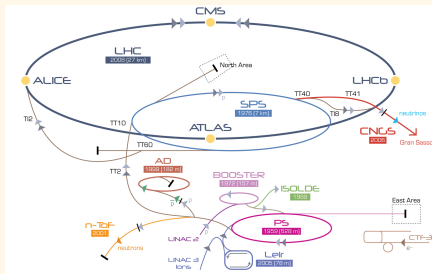 CMS
LHC
2008 (27 km)
North Area
ALICE
LHCb
TT40
TT41
SPS
1976 (7 km)
TI8
TI2
TT10
ATLAS
neutrinos
CNGS
2006
Gran Sasso
TT60
AD
1999 (182 m)
TT2
BOOSTER
1972 (157 m)
ISOLDE
1989
East Area
n-ToF
2001
PS
1959 (628 m)
LINAC 2
CTF-3
e-
neutrons
LINAC 3
Ions
Leir
2005 (78 m)
p
p